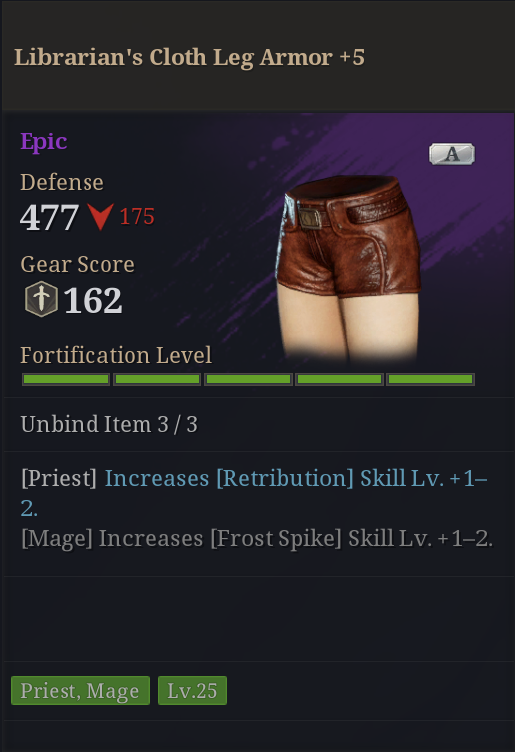 Librarian's Cloth Leg Armor +5
Epic
A
Defense
477 175
Gear Score
162
Fortification Level
Unbind Item 3 / 3
[Priest] Increases [Retribution] Skill Lv. +1–
2.
[Mage] Increases [Frost Spike] Skill Lv. +1–2.
Priest, Mage Lv.25